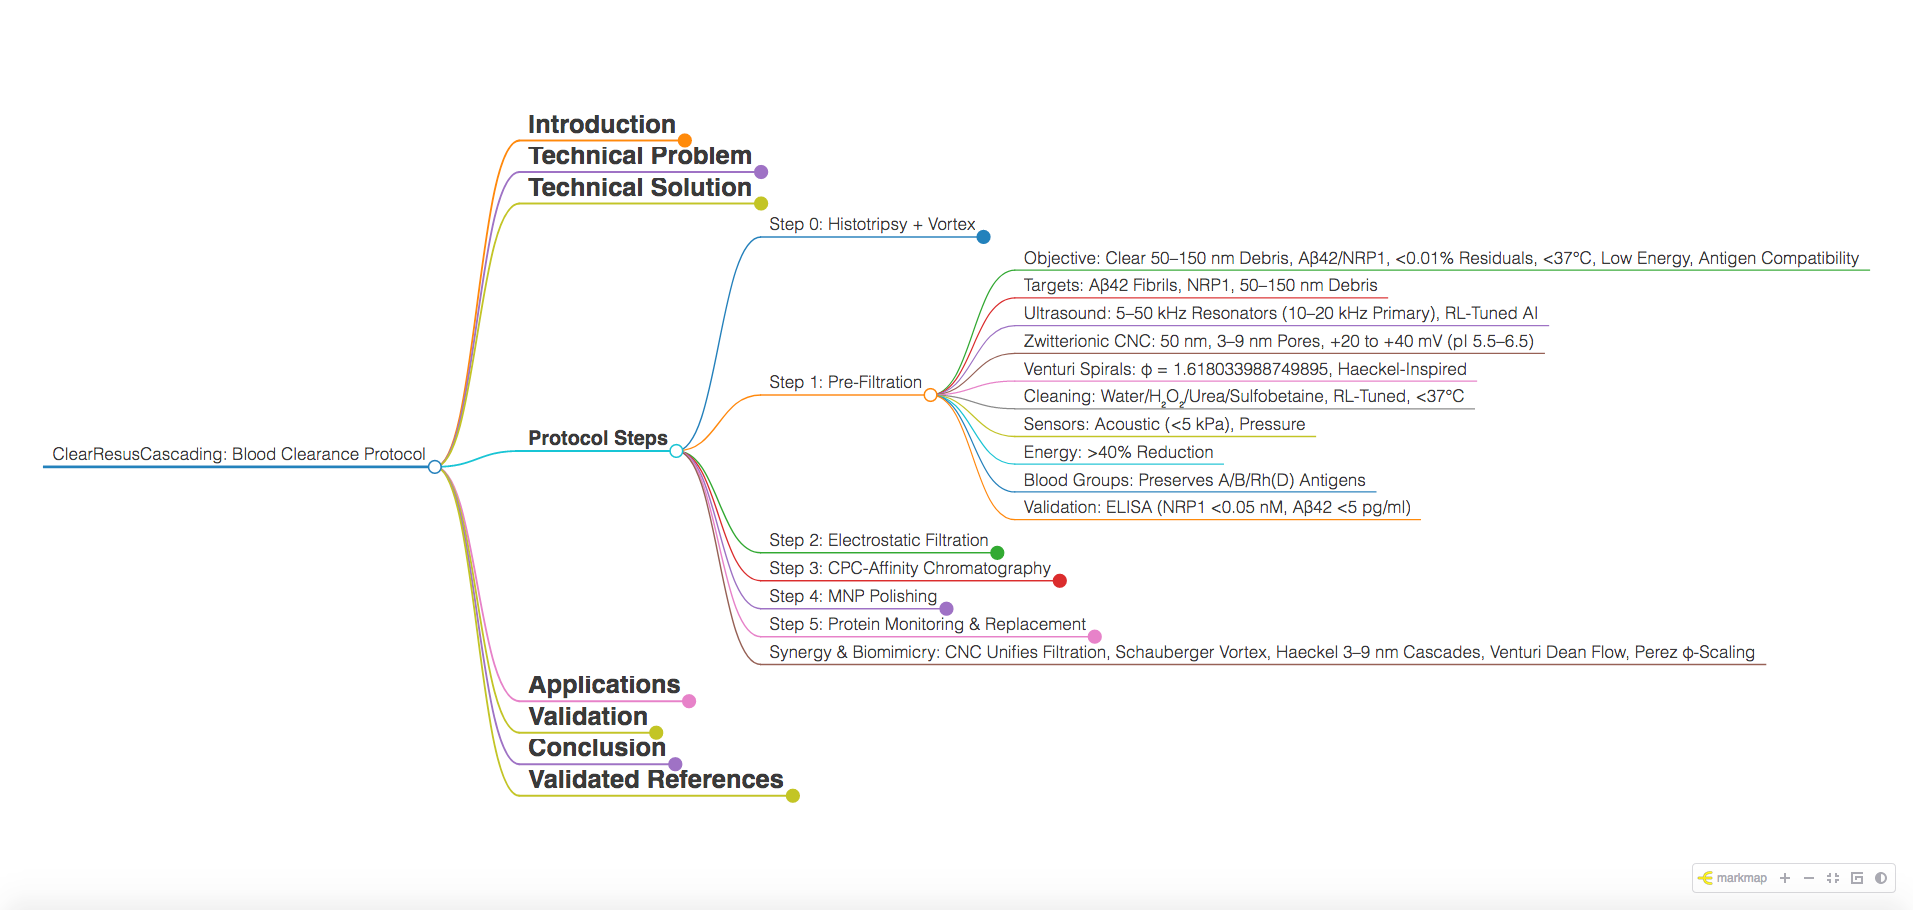 Introduction
Technical Problem
Technical Solution
Step 0: Histotripsy + Vortex
Objective: Clear 50–150 nm Debris, Aβ42/NRP1, <0.01% Residuals, <37°C, Low Energy, Antigen Compatibility
Targets: Aβ42 Fibrils, NRP1, 50–150 nm Debris
Ultrasound: 5–50 kHz Resonators (10–20 kHz Primary), RL-Tuned AI
Zwitterionic CNC: 50 nm, 3–9 nm Pores, +20 to +40 mV (pI 5.5–6.5)
Venturi Spirals: φ = 1.618033988749895, Haeckel-Inspired
Step 1: Pre-Filtration
Cleaning: Water/H₂O₂/Urea/Sulfobetaine, RL-Tuned, <37°C
Sensors: Acoustic (<5 kPa), Pressure
Protocol Steps
ClearResusCascading: Blood Clearance Protocol
Energy: >40% Reduction
Blood Groups: Preserves A/B/Rh(D) Antigens
Validation: ELISA (NRP1 <0.05 nM, Aβ42 <5 pg/ml)
Step 2: Electrostatic Filtration
Step 3: CPC-Affinity Chromatography
Step 4: MNP Polishing
Step 5: Protein Monitoring & Replacement
Synergy & Biomimicry: CNC Unifies Filtration, Schauberger Vortex, Haeckel 3–9 nm Cascades, Venturi Dean Flow, Perez φ-Scaling
Applications
Validation
Conclusion
Validated References
markmap